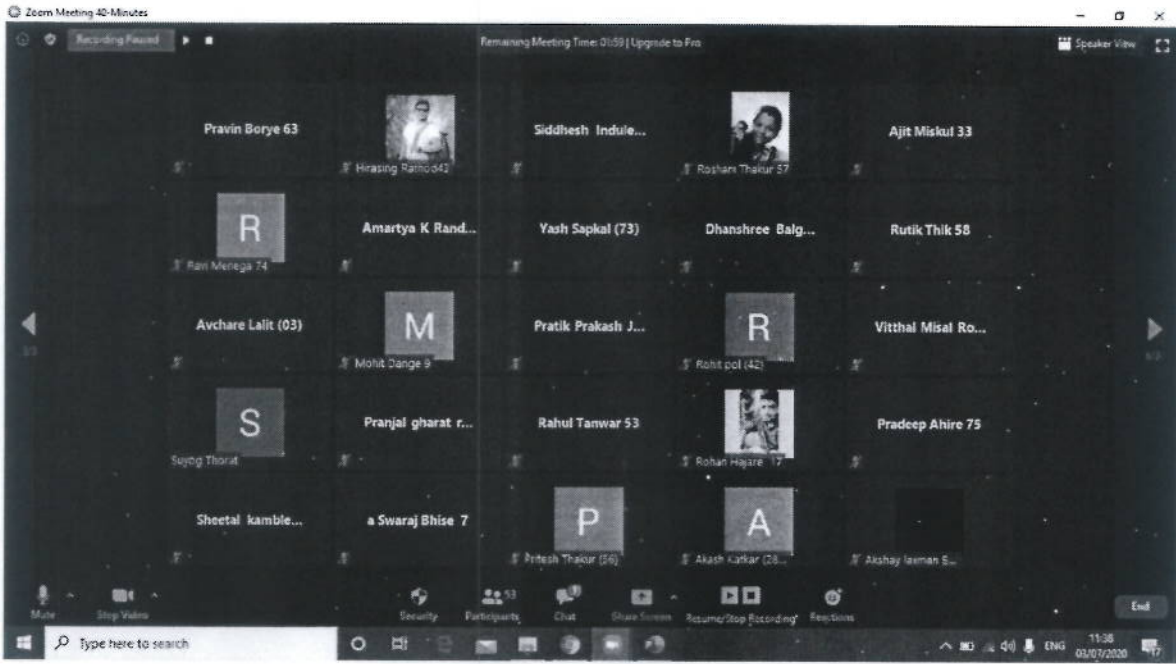 Zoom Meeting 40-Minutes
Recording Paused
Remaining Meeting Time: 01:59 | Upgrade to Pro
Speaker View
Pravin Borye 63
Hirasing Rathod42
Siddhesh Indule...
Roshani Thakur 57
Ajit Miskul 33
R
Ravi Menega 74
Amartya K Rand...
Yash Sapkal (73)
Dhanshree Balg...
Rutik Thik 58
Avchare Lalit (03)
M
Mohit Dange 9
Pratik Prakash J...
R
Rohit pol (42)
Vitthal Misal Ro...
S
Suyog Thorat
Pranjal gharat r...
Rahul Tanwar 53
Rohan Hajare 17
Pradeep Ahire 75
Sheetal kamble...
a Swaraj Bhise 7
P
Pritesh Thakur (56)
A
Akash Katkar (28...
Akshay laxman S...
Mute
Stop Video
Security
Participants
53
Chat
Share Screen
Resume/Stop Recording
Reactions
End
Type here to search
ENG
11:38
03/07/2020
17